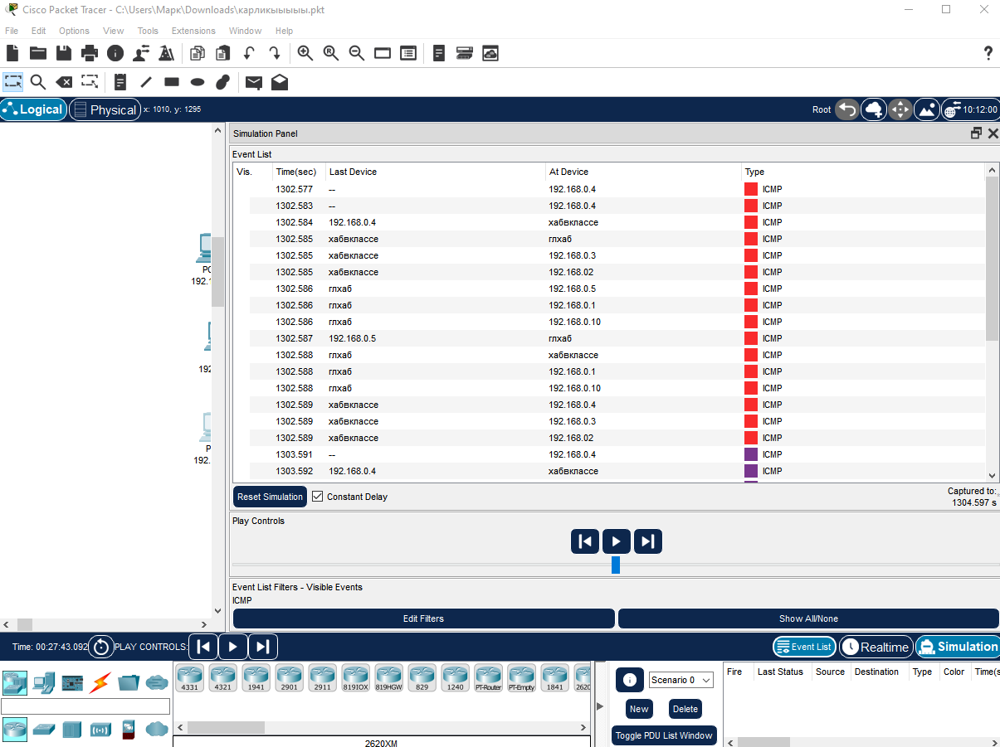 Cisco Packet Tracer - C:\Users\Марк\Downloads\карликыыыыы.pkt
File Edit Options View Tools Extensions Window Help
Logical Physical x: 1010, y: 1295 Root 10:12:00
Simulation Panel
Event List
Vis. Time(sec) Last Device At Device Type
1302.577 -- 192.168.0.4 ICMP
1302.583 -- 192.168.0.4 ICMP
1302.584 192.168.0.4 хабвклассе ICMP
1302.585 хабвклассе глхаб ICMP
1302.585 хабвклассе 192.168.0.3 ICMP
1302.585 хабвклассе 192.168.02 ICMP
1302.586 глхаб 192.168.0.5 ICMP
1302.586 глхаб 192.168.0.1 ICMP
1302.586 глхаб 192.168.0.10 ICMP
1302.587 192.168.0.5 глхаб ICMP
1302.588 глхаб хабвклассе ICMP
1302.588 глхаб 192.168.0.1 ICMP
1302.588 глхаб 192.168.0.10 ICMP
1302.589 хабвклассе 192.168.0.4 ICMP
1302.589 хабвклассе 192.168.0.3 ICMP
1302.589 хабвклассе 192.168.02 ICMP
1303.591 -- 192.168.0.4 ICMP
1303.592 192.168.0.4 хабвклассе ICMP
Reset Simulation Constant Delay Captured to:
1304.597 s
Play Controls
Event List Filters - Visible Events
ICMP
Edit Filters Show All/None
Time: 00:27:43.092 PLAY CONTROLS: Event List Realtime Simulation
4331 4321 1941 2901 2911 819IOX 819HGW 829 1240 PT-Router PT-Empty 1841 2620
2620XM
Scenario 0
New Delete
Toggle PDU List Window
Fire Last Status Source Destination Type Color Time(s